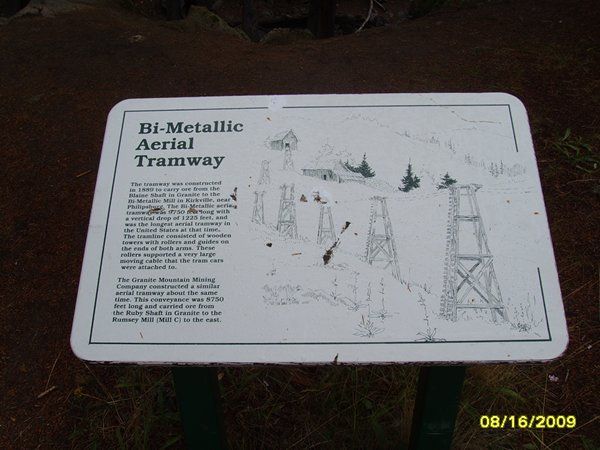 Bi-Metallic
Aerial
Tramway
The tramway was constructed
in 1889 to carry ore from the
Blaine Shaft in Granite to the
Bi-Metallic Mill in Kirkville, near
Philipsburg. The Bi-Metallic aerial
tramway was 9750 feet long with
a vertical drop of 1225 feet, and
was the longest aerial tramway in
the United States at that time.
The tramline consisted of wooden
towers with rollers and guides on
the ends of both arms. These
rollers supported a very large
moving cable that the tram cars
were attached to.
The Granite Mountain Mining
Company constructed a similar
aerial tramway about the same
time. This conveyance was 8750
feet long and carried ore from
the Ruby Shaft in Granite to the
Rumsey Mill (Mill C) to the east.
08/16/2009